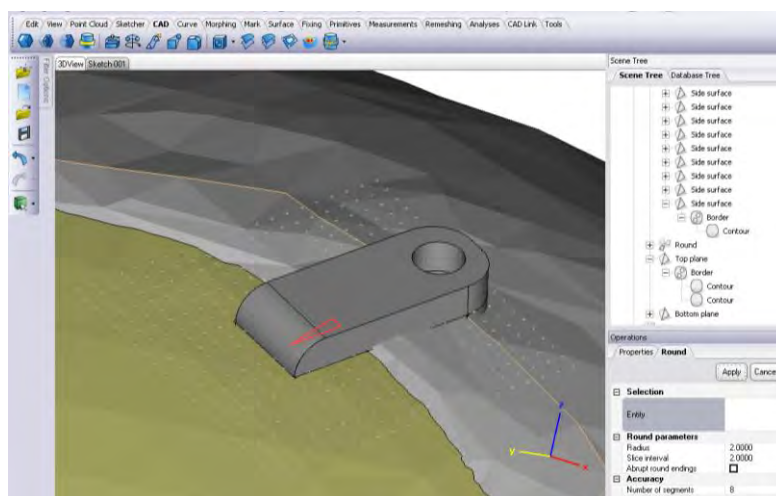 Edit View Point Cloud Sketcher CAD Curve Morphing Mark Surface Fixing Primitives Measurements Remeshing Analyses CAD Link Tools
Filter Options
3DView Sketch-001
Scene Tree
Scene Tree Database Tree
Side surface
Side surface
Side surface
Side surface
Side surface
Side surface
Side surface
Side surface
Side surface
Border
Contour
Round
Top plane
Border
Contour
Contour
Bottom plane
z
y
x
Operations
Properties Round
Apply Cance
Selection
Entity
Round parameters
Radius 2.0000
Slice interval 2.0000
Abrupt round endings
Accuracy
Number of segments 8